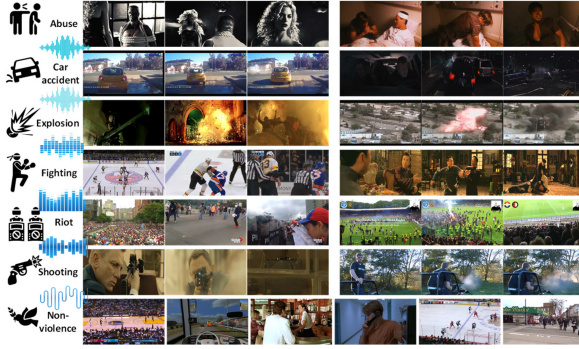 Abuse
Car
accident
Explosion
Fighting
Riot
Shooting
Non-
violence